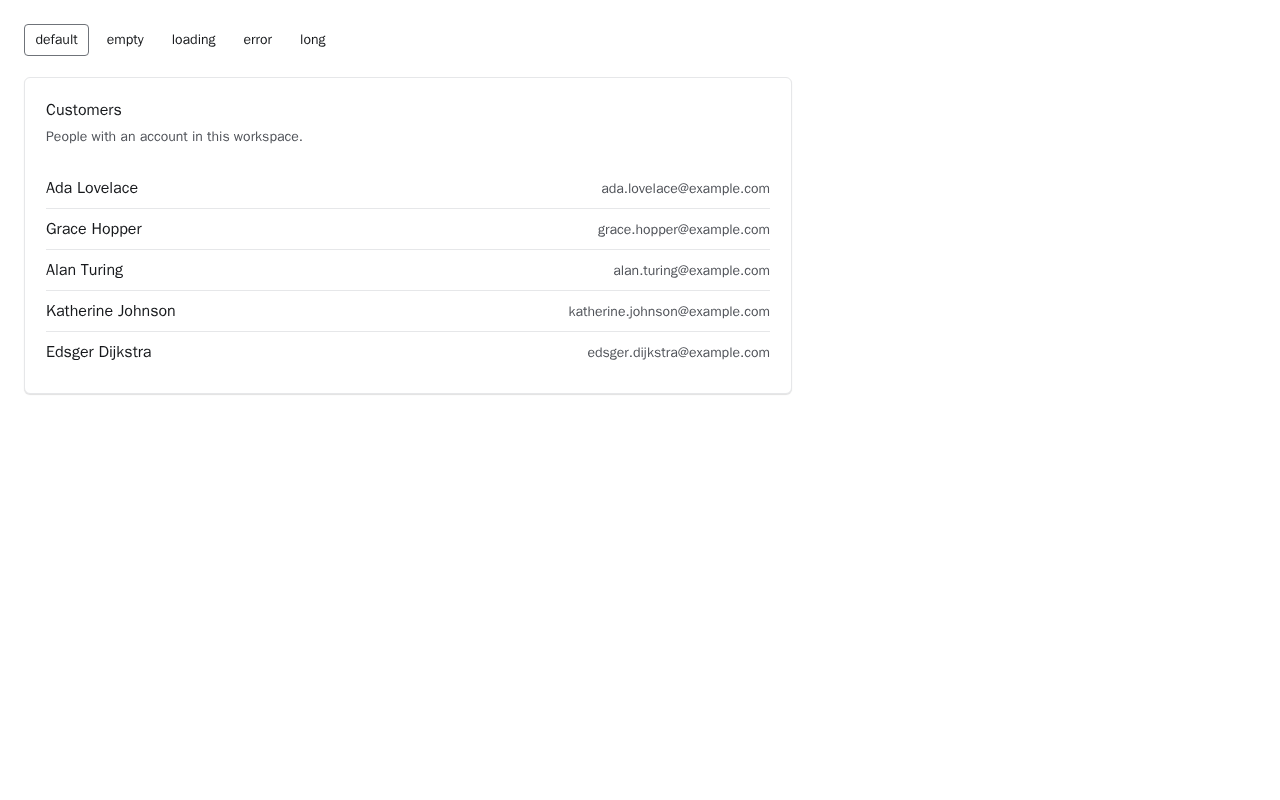 default empty loading error long
Customers
People with an account in this workspace.
Ada Lovelace ada.lovelace@example.com
Grace Hopper grace.hopper@example.com
Alan Turing alan.turing@example.com
Katherine Johnson katherine.johnson@example.com
Edsger Dijkstra edsger.dijkstra@example.com